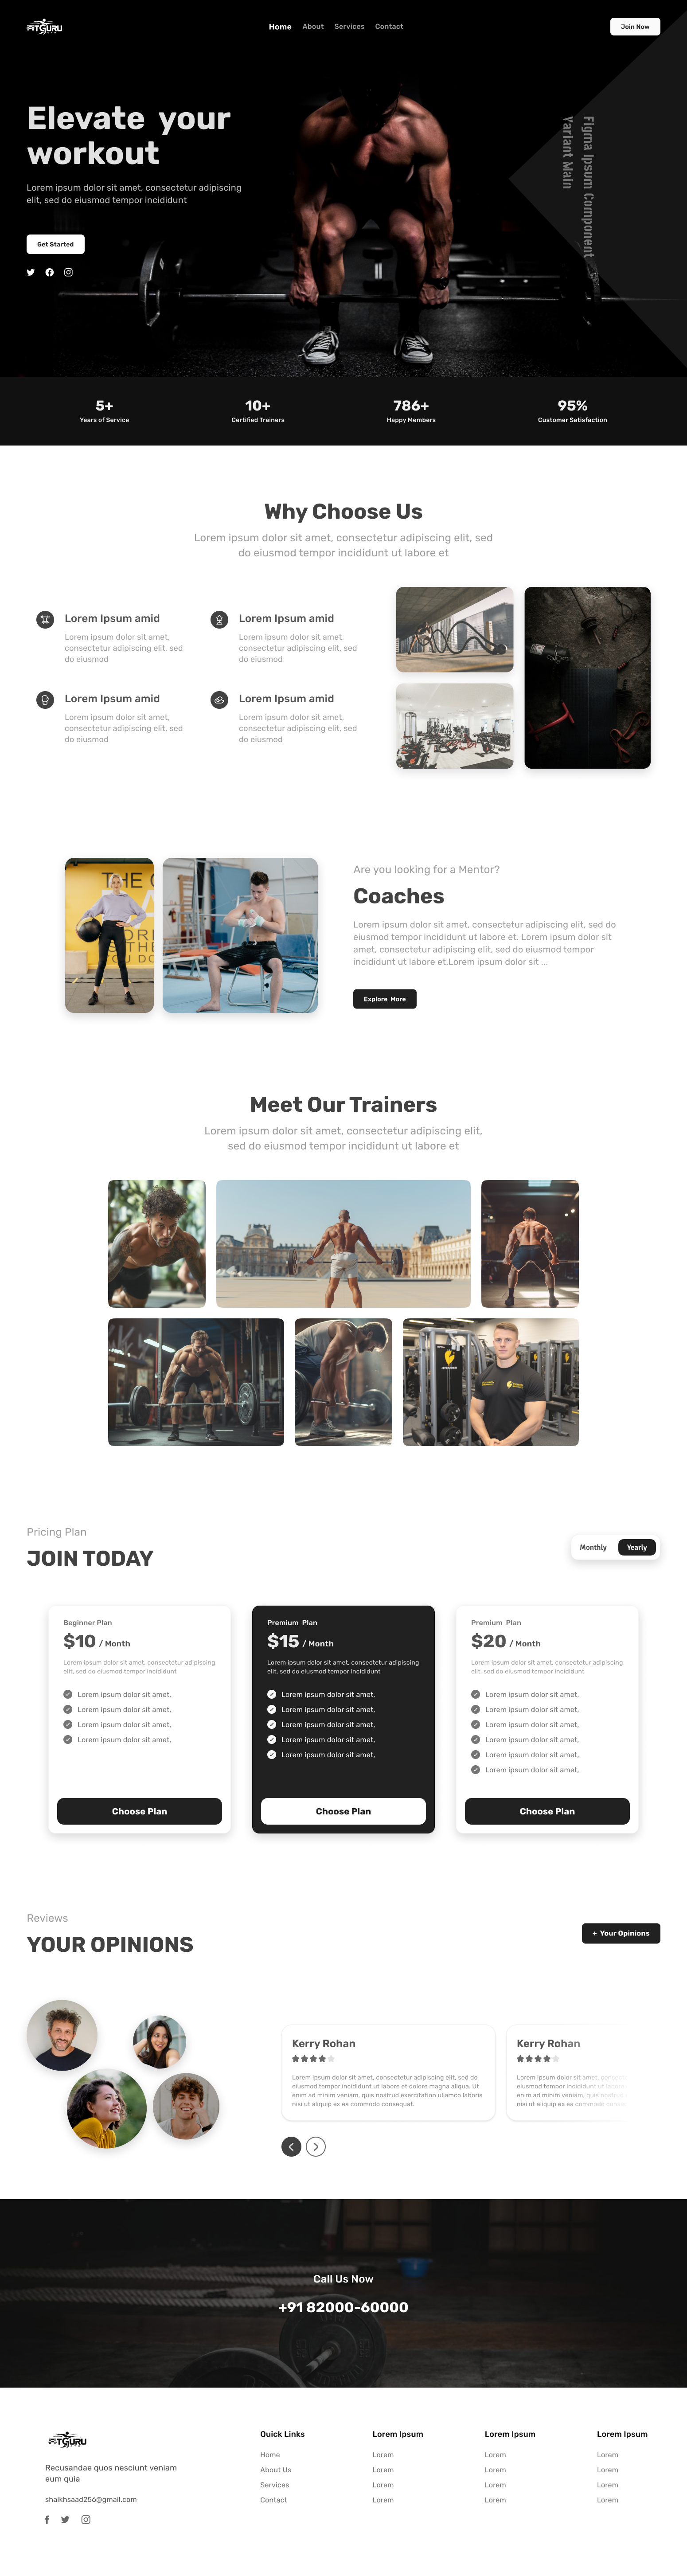 FITGURU
Home
About
Services
Contact
Join Now
Elevate your
workout
Lorem ipsum dolor sit amet, consectetur adipiscing
elit, sed do eiusmod tempor incididunt
Get Started
Figma Ipsum Component
Variant Main
5+
Years of Service
10+
Certified Trainers
786+
Happy Members
95%
Customer Satisfaction
Why Choose Us
Lorem ipsum dolor sit amet, consectetur adipiscing elit, sed
do eiusmod tempor incididunt ut labore et
Lorem Ipsum amid
Lorem ipsum dolor sit amet,
consectetur adipiscing elit, sed
do eiusmod
Lorem Ipsum amid
Lorem ipsum dolor sit amet,
consectetur adipiscing elit, sed
do eiusmod
Lorem Ipsum amid
Lorem ipsum dolor sit amet,
consectetur adipiscing elit, sed
do eiusmod
Lorem Ipsum amid
Lorem ipsum dolor sit amet,
consectetur adipiscing elit, sed
do eiusmod
Are you looking for a Mentor?
Coaches
Lorem ipsum dolor sit amet, consectetur adipiscing elit, sed do
eiusmod tempor incididunt ut labore et. Lorem ipsum dolor sit
amet, consectetur adipiscing elit, sed do eiusmod tempor
incididunt ut labore et.Lorem ipsum dolor sit ...
Explore More
Meet Our Trainers
Lorem ipsum dolor sit amet, consectetur adipiscing elit,
sed do eiusmod tempor incididunt ut labore et
Pricing Plan
JOIN TODAY
Monthly
Yearly
Beginner Plan
$10 / Month
Lorem ipsum dolor sit amet, consectetur adipiscing
elit, sed do eiusmod tempor incididunt
Lorem ipsum dolor sit amet,
Lorem ipsum dolor sit amet,
Lorem ipsum dolor sit amet,
Lorem ipsum dolor sit amet,
Choose Plan
Premium Plan
$15 / Month
Lorem ipsum dolor sit amet, consectetur adipiscing
elit, sed do eiusmod tempor incididunt
Lorem ipsum dolor sit amet,
Lorem ipsum dolor sit amet,
Lorem ipsum dolor sit amet,
Lorem ipsum dolor sit amet,
Lorem ipsum dolor sit amet,
Choose Plan
Premium Plan
$20 / Month
Lorem ipsum dolor sit amet, consectetur adipiscing
elit, sed do eiusmod tempor incididunt
Lorem ipsum dolor sit amet,
Lorem ipsum dolor sit amet,
Lorem ipsum dolor sit amet,
Lorem ipsum dolor sit amet,
Lorem ipsum dolor sit amet,
Lorem ipsum dolor sit amet,
Choose Plan
Reviews
YOUR OPINIONS
+ Your Opinions
Kerry Rohan
Lorem ipsum dolor sit amet, consectetur adipiscing elit, sed do
eiusmod tempor incididunt ut labore et dolore magna aliqua. Ut
enim ad minim veniam, quis nostrud exercitation ullamco laboris
nisi ut aliquip ex ea commodo consequat.
Kerry Rohan
Lorem ipsum dolor sit amet,
eiusmod tempor incididunt ut
enim ad minim veniam, quis
nisi ut aliquip ex ea commodo
Call Us Now
+91 82000-60000
FITGURU
Recusandae quos nesciunt veniam
eum quia
shaikhsaad256@gmail.com
Quick Links
Home
About Us
Services
Contact
Lorem Ipsum
Lorem
Lorem
Lorem
Lorem
Lorem Ipsum
Lorem
Lorem
Lorem
Lorem
Lorem Ipsum
Lorem
Lorem
Lorem
Lorem